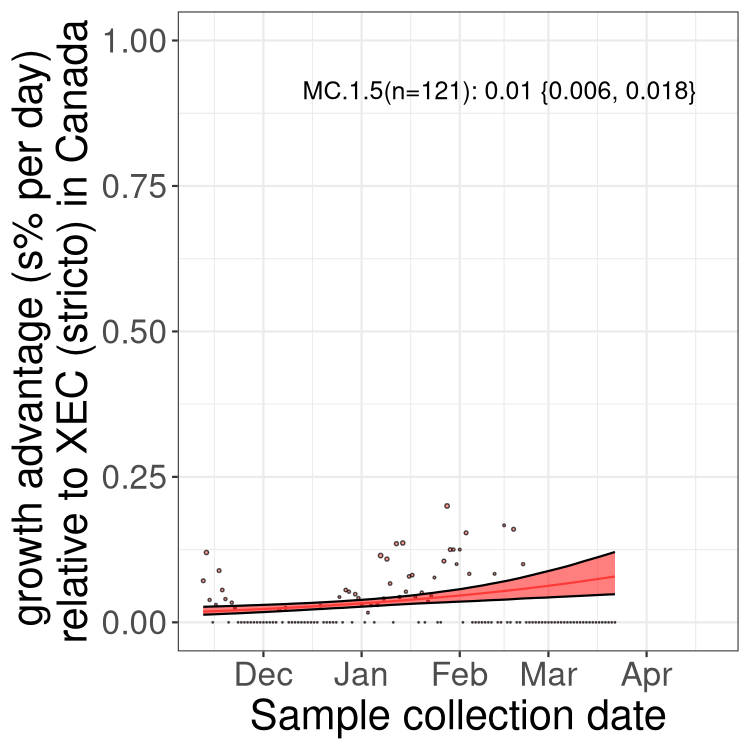 growth advantage (s% per day)
relative to XEC (stricto) in Canada
1.00
0.75
0.50
0.25
0.00
MC.1.5(n=121): 0.01 {0.006, 0.018}
Dec Jan Feb Mar Apr
Sample collection date